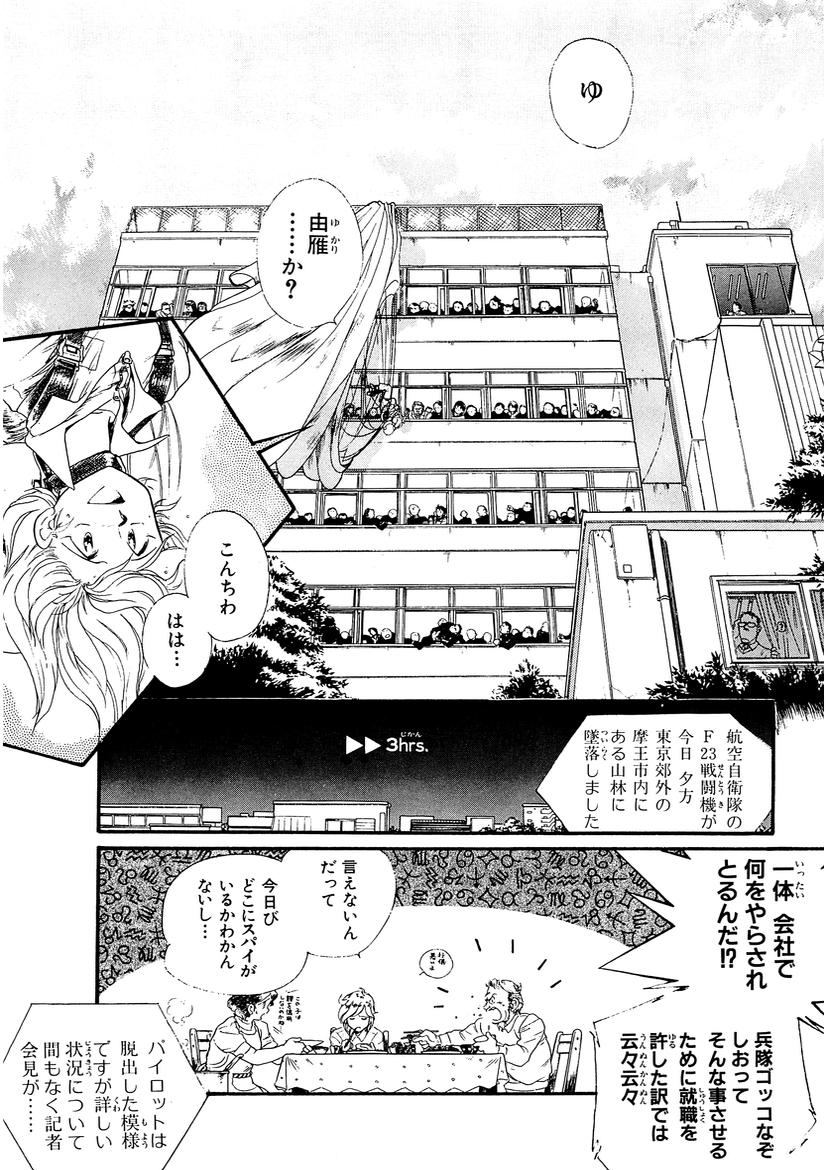 ゆ
由雁
……か?
こんちわ
はは…
▶▶3hrs.
航空自衛隊の
F23戦闘機が
今日 夕方
東京郊外の
摩王市内に
ある山林に
墜落しました
一体 会社で
何をやらされ
とるんだ!?
兵隊ゴッコなぞ
しおって
そんな事させる
ために就職を
許した訳では
云々云々
言えないん
だって
今日び
どこにスパイが
いるかわかん
ないし…
パイロットは
脱出した模様
ですが詳しい
状況について
間もなく記者
会見が……